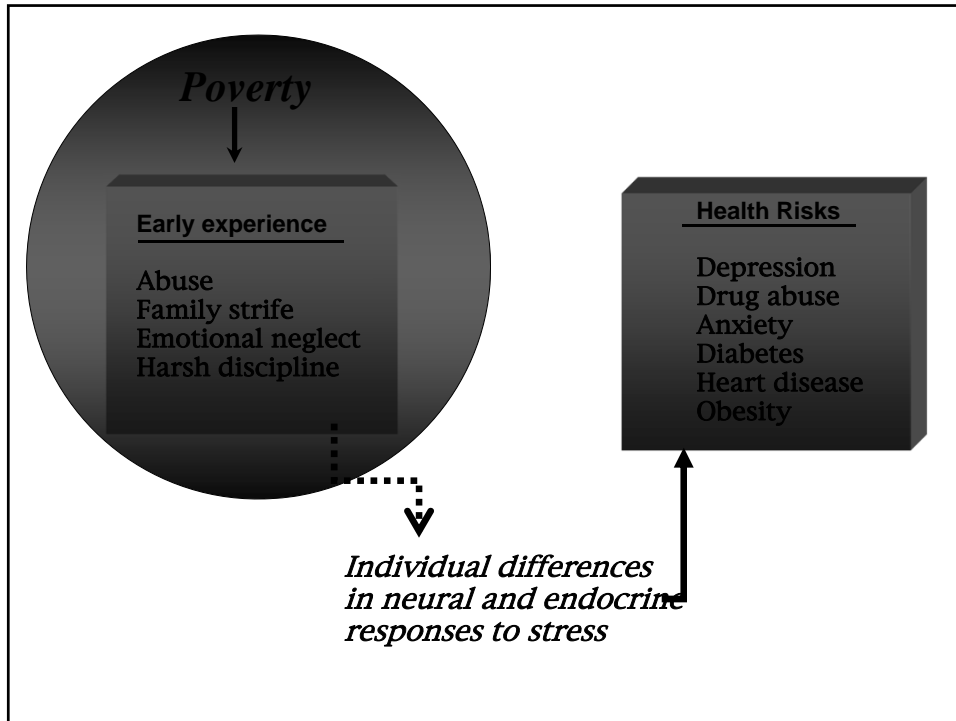 Poverty
Early experience
Abuse
Family strife
Emotional neglect
Harsh discipline
Health Risks
Depression
Drug abuse
Anxiety
Diabetes
Heart disease
Obesity
Individual differences
in neural and endocrine
responses to stress